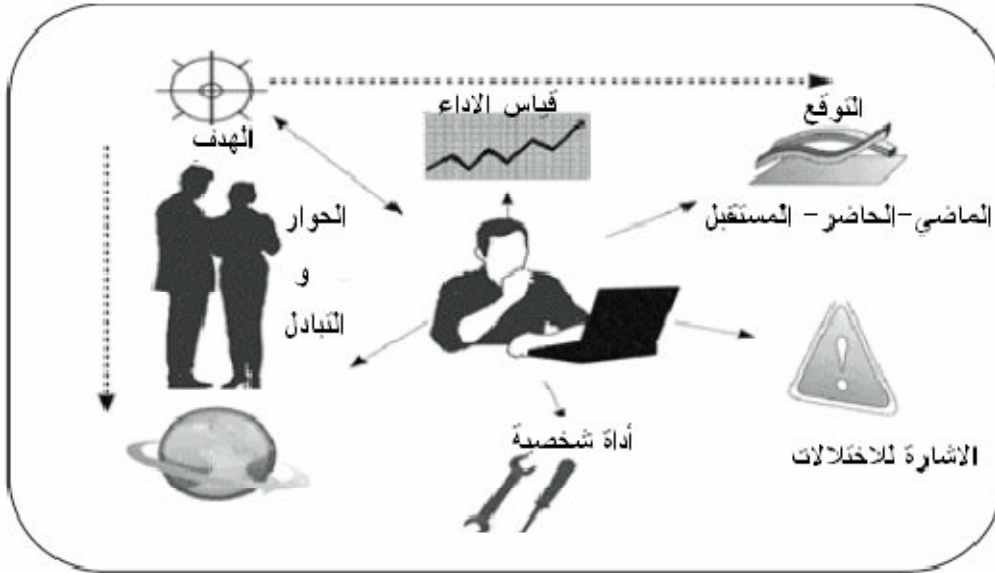 قياس الاداء
التوقع
الهدف
الماضي-الحاضر- المستقبل
الحوار
و
التبادل
أداة شخصية
الاشارة للاختلالات